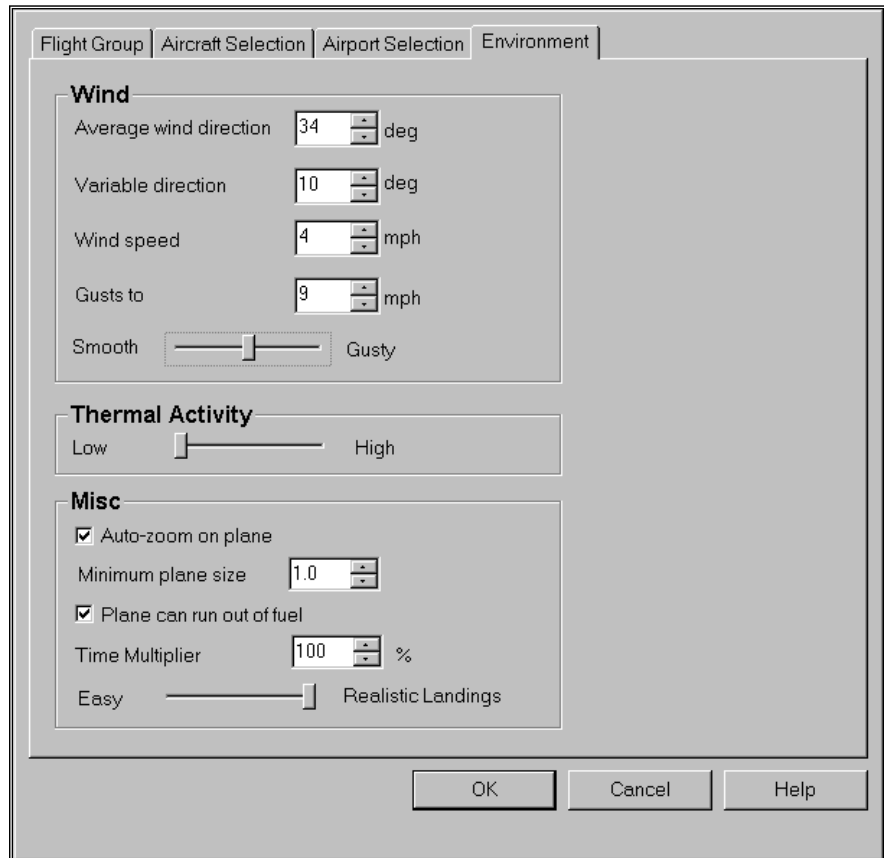 Flight Group Aircraft Selection Airport Selection Environment
Wind
Average wind direction 34 deg
Variable direction 10 deg
Wind speed 4 mph
Gusts to 9 mph
Smooth Gusty
Thermal Activity
Low High
Misc
Auto-zoom on plane
Minimum plane size 1.0
Plane can run out of fuel
Time Multiplier 100 %
Easy Realistic Landings
OK Cancel Help